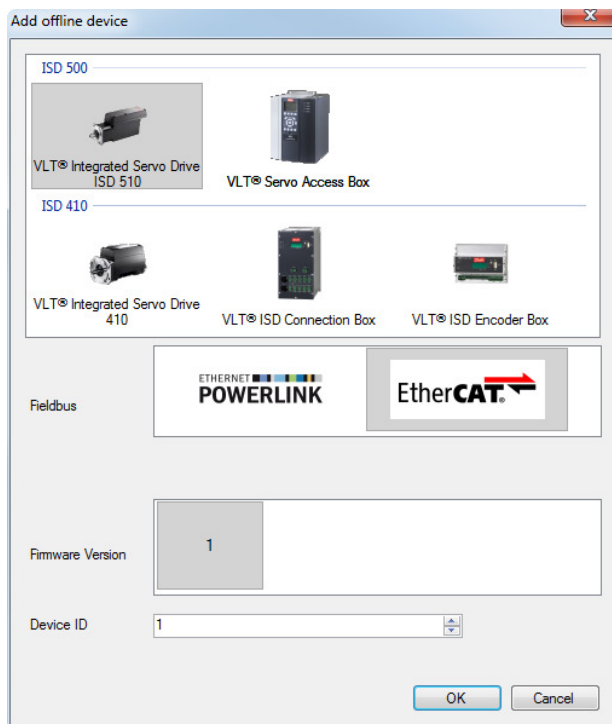 Add offline device
ISD 500
VLT® Integrated Servo Drive
ISD 510
VLT® Servo Access Box
ISD 410
VLT® Integrated Servo Drive
410
VLT® ISD Connection Box
VLT® ISD Encoder Box
Fieldbus
ETHERNET
POWERLINK
EtherCAT®
Firmware Version
1
Device ID
1
OK
Cancel